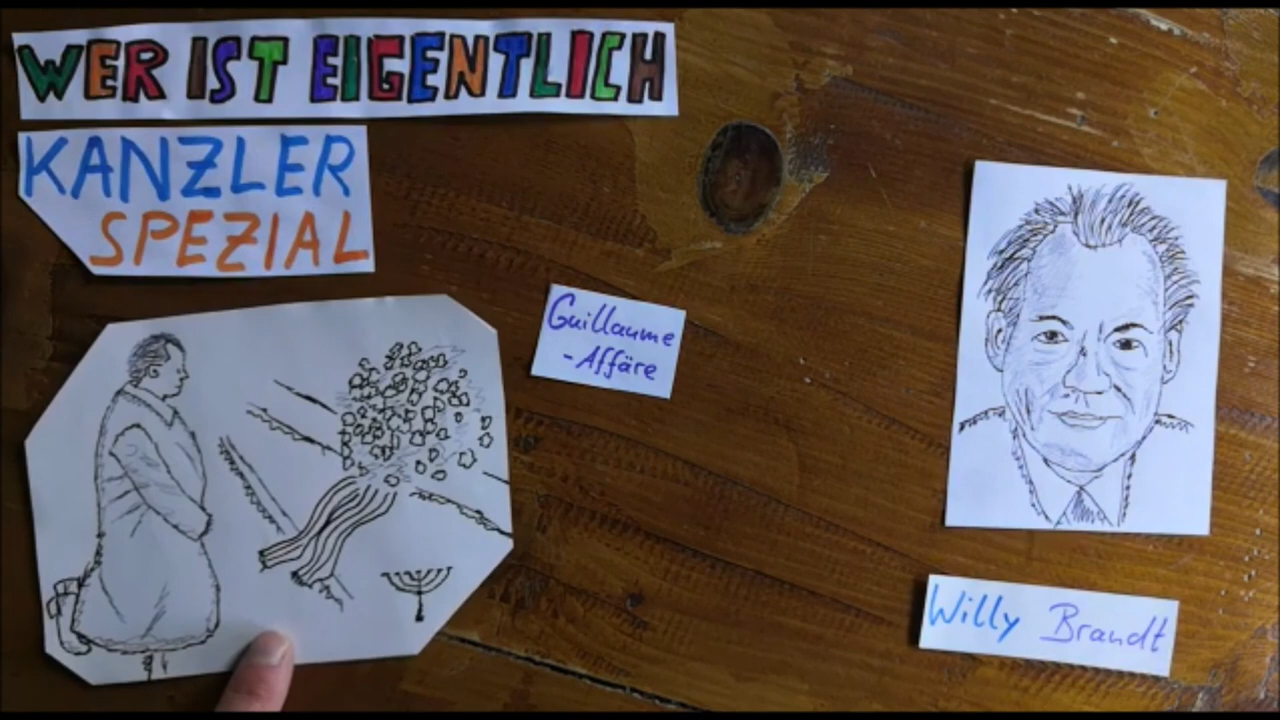 WER IST EIGENTLICH
KANZLER
SPEZIAL
Guillaume
-Affäre
Willy Brandt